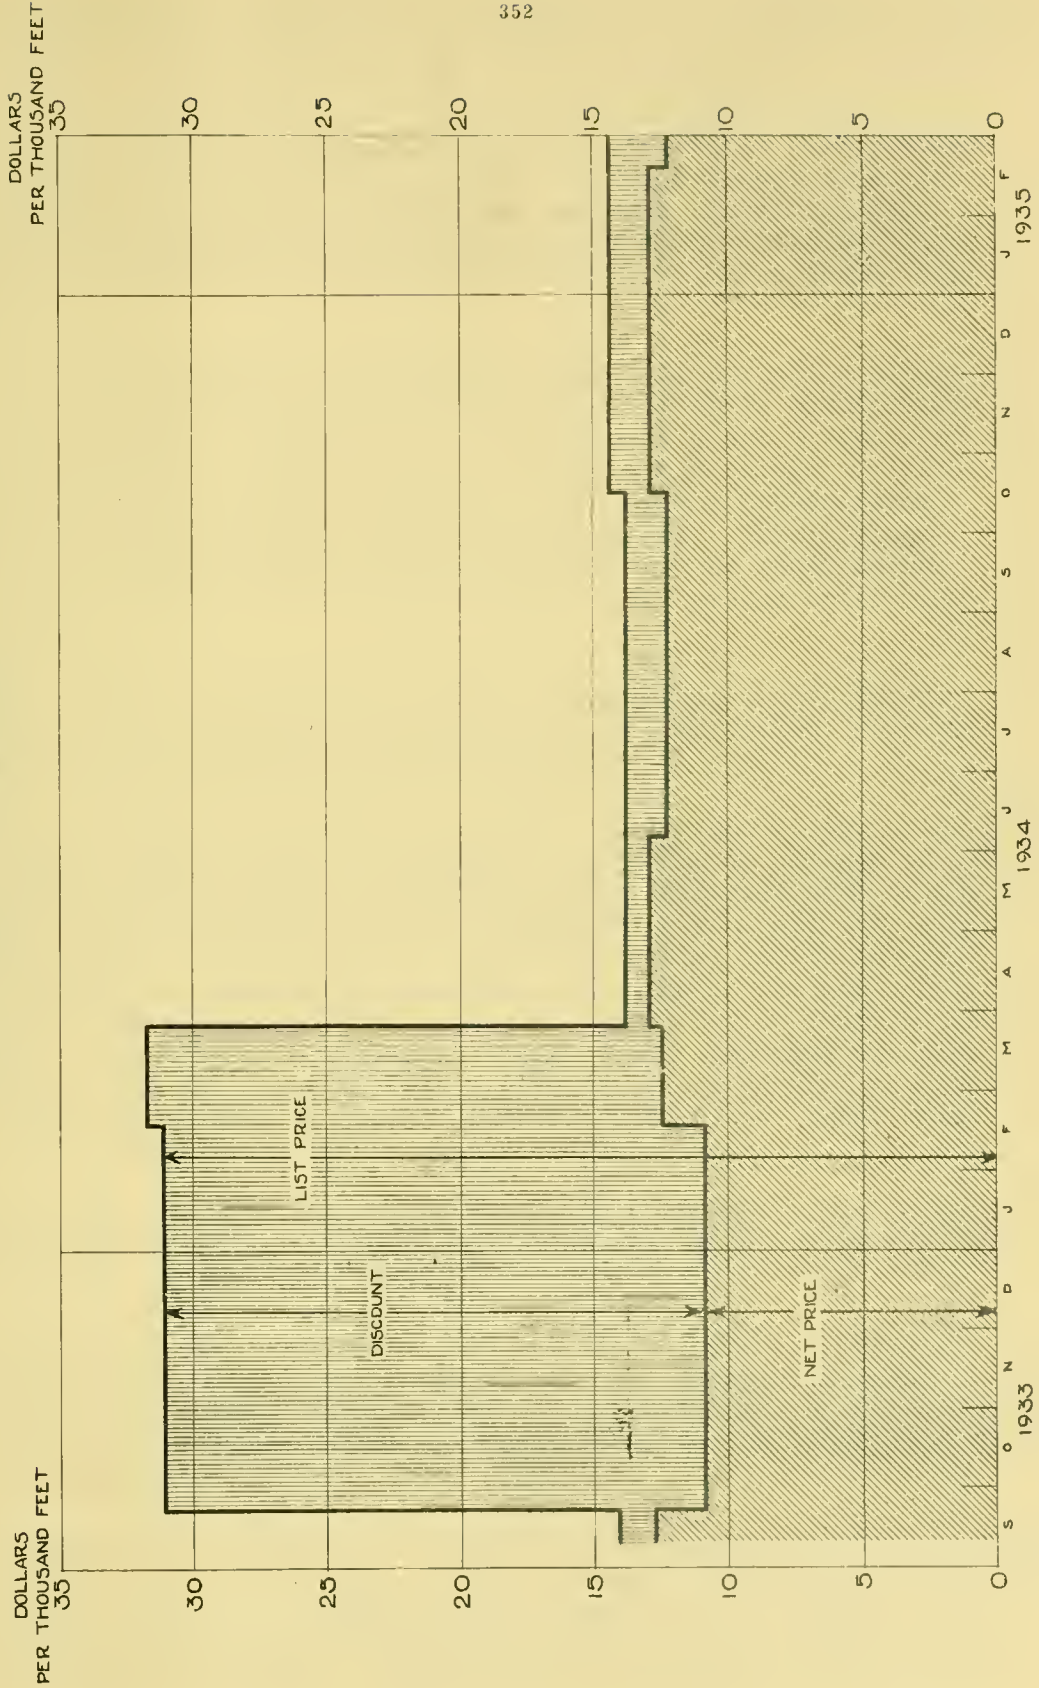 352
DOLLARS
PER THOUSAND FEET
35
30
25
20
15
10
5
0
DOLLARS
PER THOUSAND FEET
35
30
25
20
15
10
5
0
LIST PRICE
DISCOUNT
NET PRICE
S O N D J F M A M J J A S O N D J F
1933 1934 1935